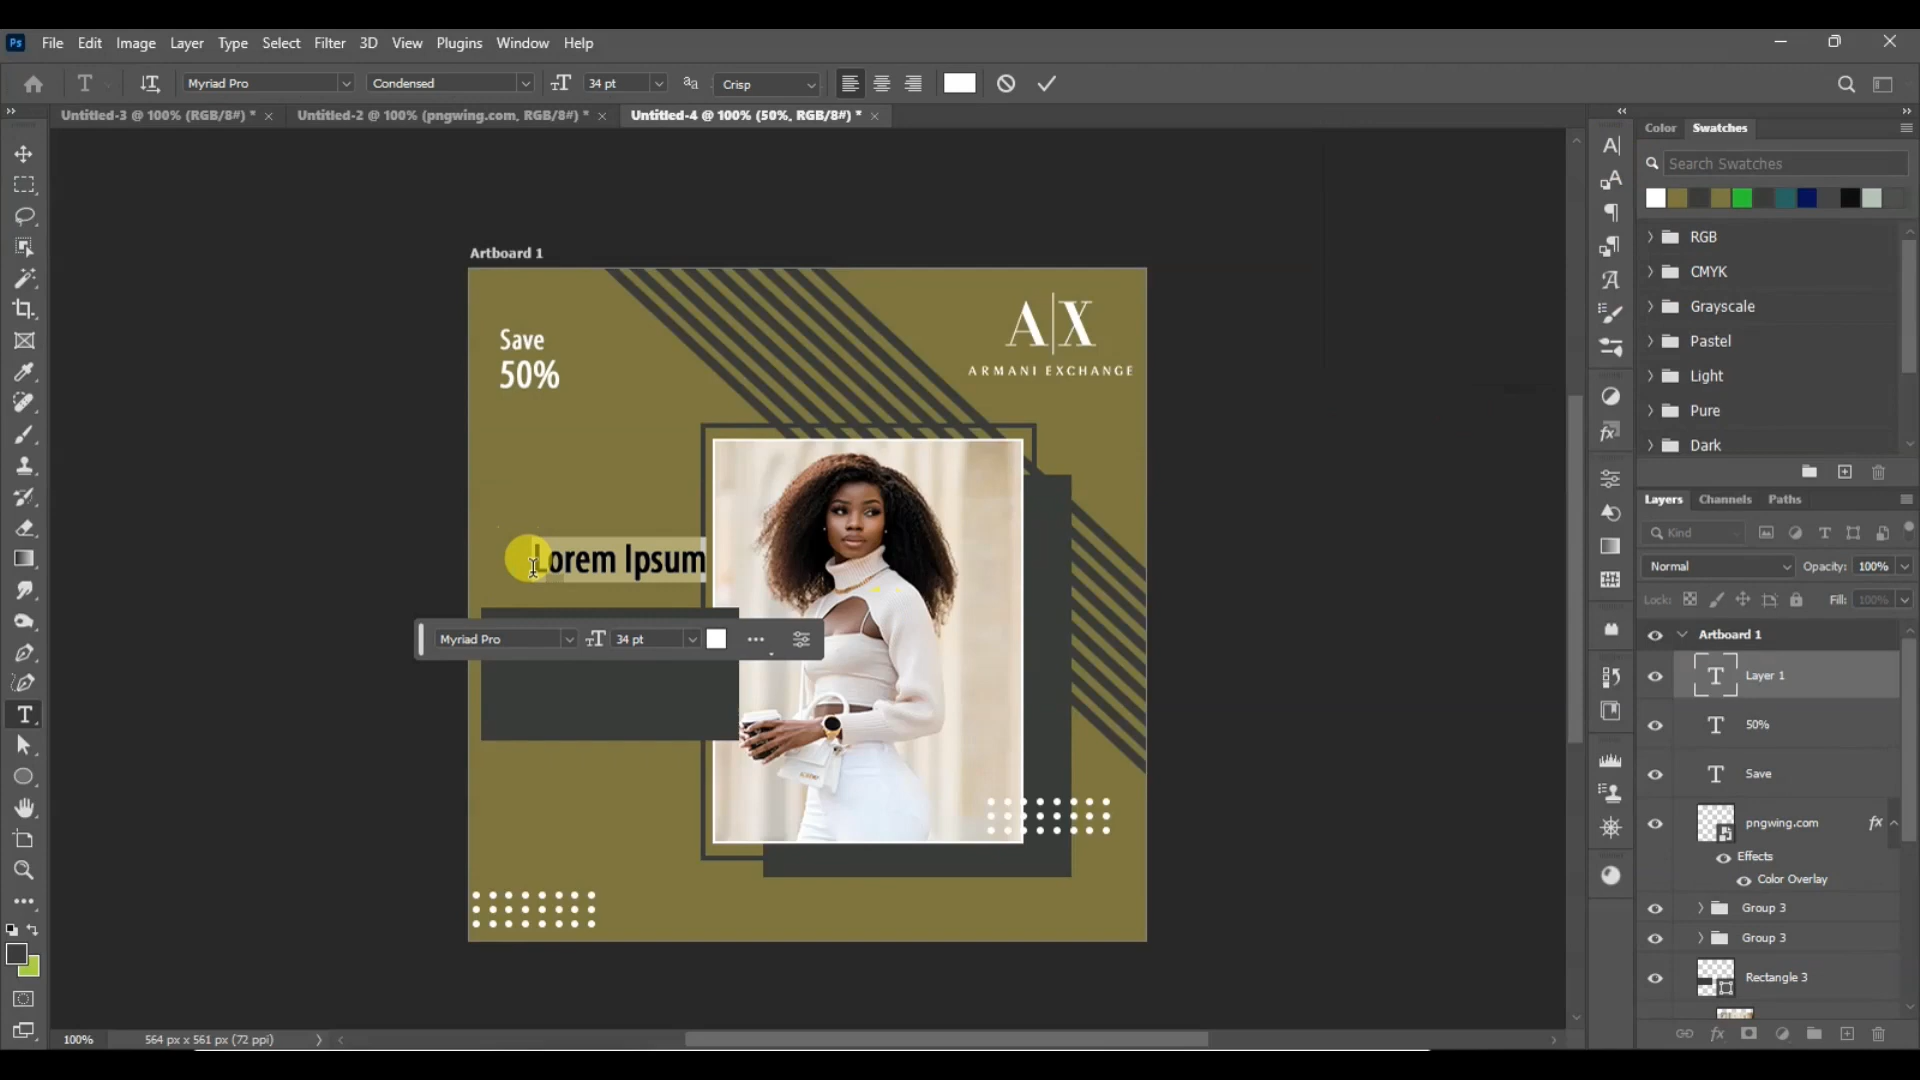 Ps File Edit Image Layer Type Select Filter 3D View Plugins Window Help
T Myriad Pro Condensed 34 pt Crisp
Untitled-3 @ 100% (RGB/8#) * Untitled-2 @ 100% (pngwing.com, RGB/8#) * Untitled-4 @ 100% (50%, RGB/8#) *
Color Swatches
Search Swatches
RGB
CMYK
Grayscale
Pastel
Light
Pure
Dark
Artboard 1
Save
50%
A|X
ARMANI EXCHANGE
Lorem Ipsum
Myriad Pro 34 pt
Layers Channels Paths
Kind
Normal Opacity: 100%
Lock: Fill: 100%
Artboard 1
T Layer 1
T 50%
T Save
pngwing.com fx
Effects
Color Overlay
Group 3
Group 3
Rectangle 3
100% 564 px x 561 px (72 ppi)